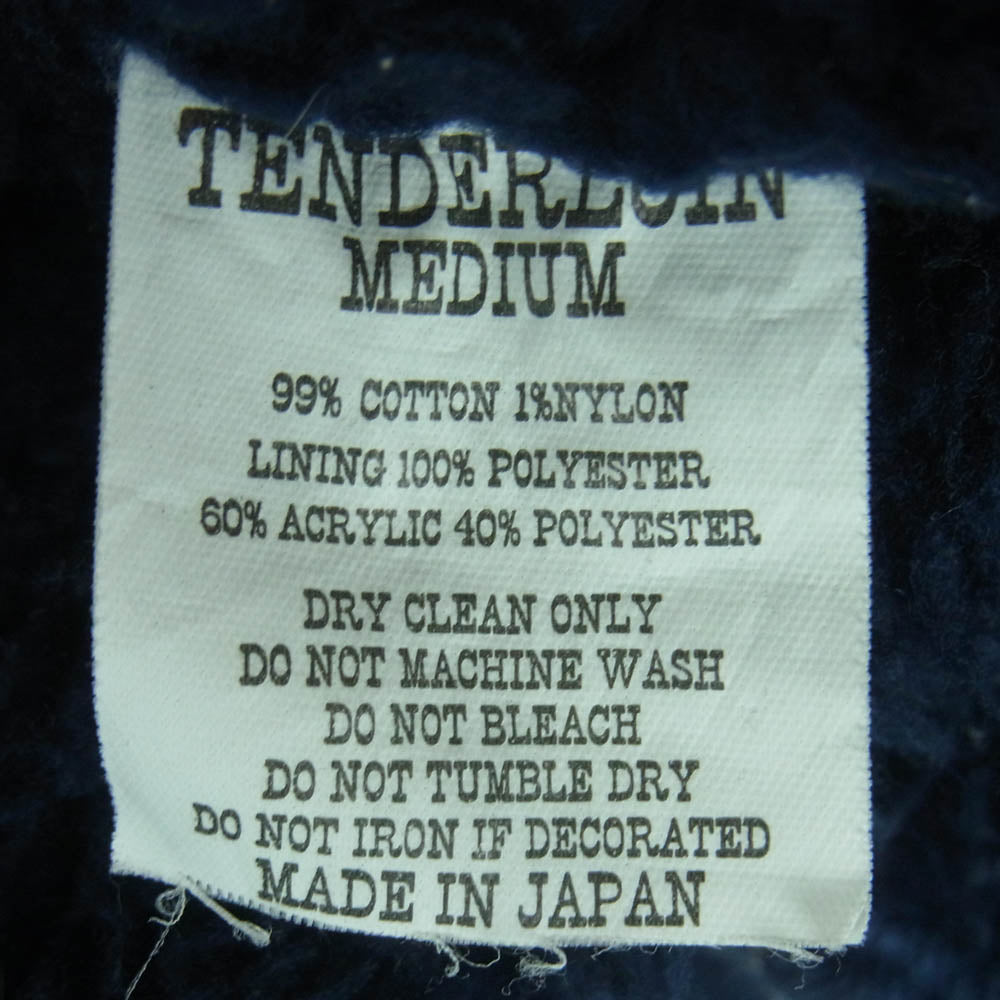 TENDERLOIN
MEDIUM
99% COTTON 1%NYLON
LINING 100% POLYESTER
60% ACRYLIC 40% POLYESTER
DRY CLEAN ONLY
DO NOT MACHINE WASH
DO NOT BLEACH
DO NOT TUMBLE DRY
DO NOT IRON IF DECORATED
MADE IN JAPAN